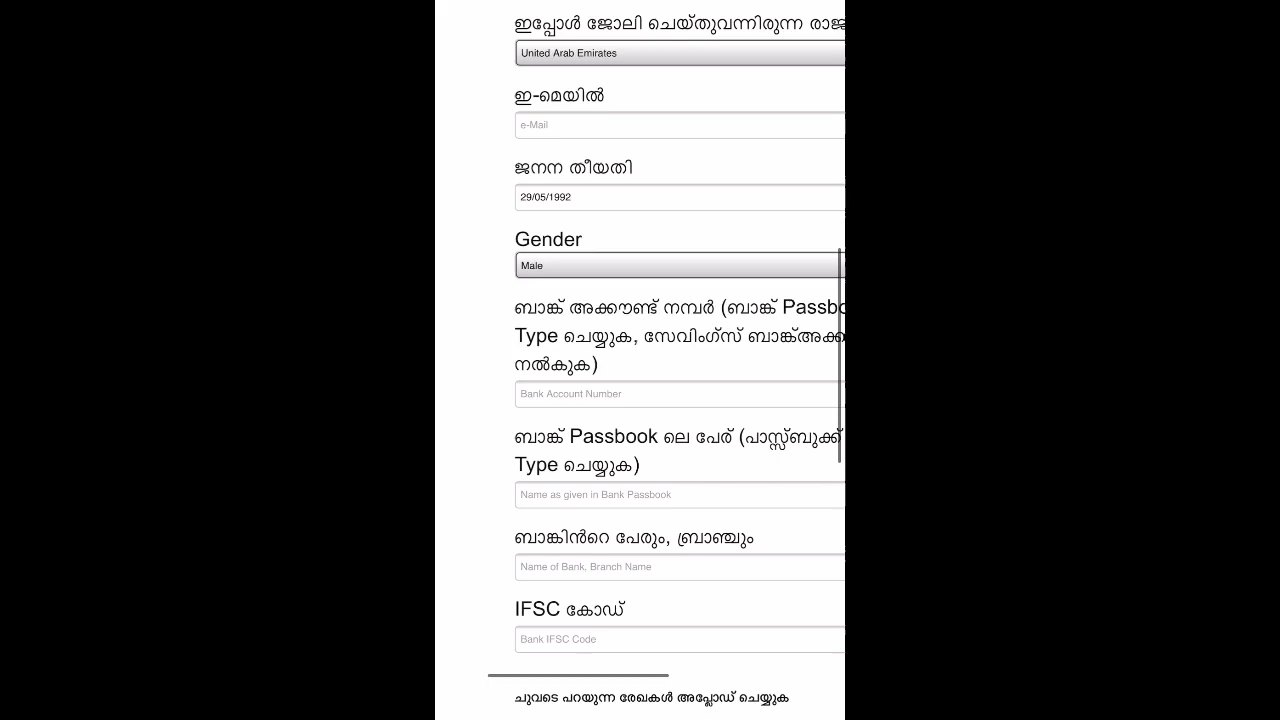 ഇപ്പോൾ ജോലി ചെയ്തുവന്നിരുന്ന
United Arab Emirates
ഇ-മെയിൽ
e-Mail
ജനന തീയതി
29/05/1992
Gender
Male
ബാങ്ക് അക്കൗണ്ട് നമ്പർ (ബാങ്ക്
Type ചെയ്യുക, സേവിംഗ്സ്
നൽകുക)
Bank Account Number
ബാങ്ക് Passbook ലെ പേര് (പാസ്സ്ബുക്ക്
Type ചെയ്യുക)
Name as given in Bank Passbook
ബാങ്കിൻറെ പേരും, ബ്രാഞ്ചും
Name of Bank, Branch Name
IFSC കോഡ്
Bank IFSC Code
ചുവടെ പറയുന്ന രേഖകൾ അപ്ലോഡ് ചെയ്യുക